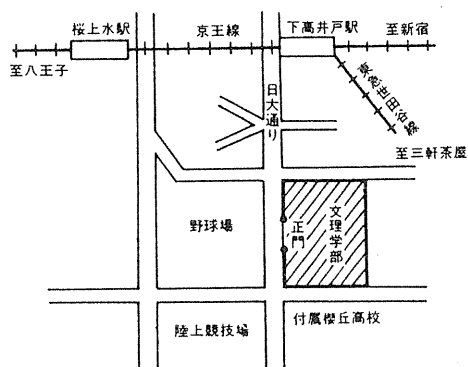 桜上水駅
京王線
下高井戸駅
至新宿
至八王子
日大通り
東急世田谷線
至三軒茶屋
野球場
正門
文理学部
陸上競技場
付属櫻丘高校